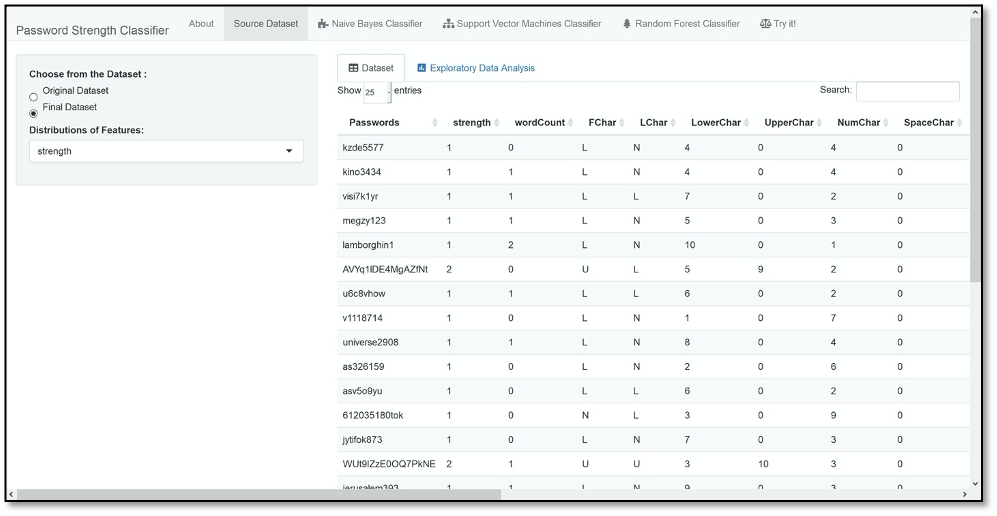 Password Strength Classifier About Source Dataset Naive Bayes Classifier Support Vector Machines Classifier Random Forest Classifier Try it!
Choose from the Dataset :
Original Dataset
Final Dataset
Distributions of Features:
strength
Dataset Exploratory Data Analysis
Show 25 entries Search:
Passwords strength wordCount FChar LChar LowerChar UpperChar NumChar SpaceChar
kzde5577 1 0 L N 4 0 4 0
kino3434 1 1 L N 4 0 4 0
visi7k1yr 1 1 L L 7 0 2 0
megzy123 1 1 L N 5 0 3 0
lamborghin1 1 2 L N 10 0 1 0
AVYq1lDE4MgAZfNt 2 0 U L 5 9 2 0
u6c8vhow 1 1 L L 6 0 2 0
v1118714 1 0 L N 1 0 7 0
universe2908 1 1 L N 8 0 4 0
as326159 1 0 L N 2 0 6 0
asv5o9yu 1 0 L L 6 0 2 0
612035180tok 1 0 N L 3 0 9 0
jytifok873 1 0 L N 7 0 3 0
WUt9IZzE0OQ7PkNE 2 1 U U 3 10 3 0
jerusalem393 1 1 L N 9 0 3 0